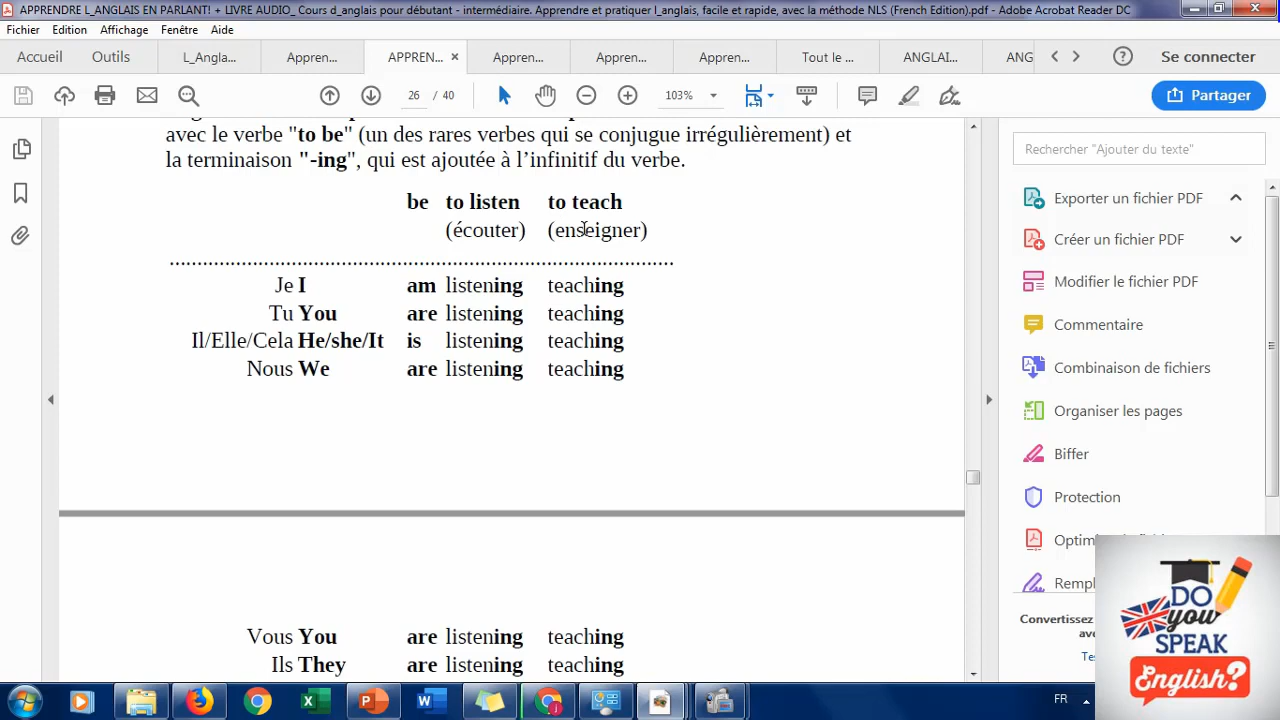 APPRENDRE L_ANGLAIS EN PARLANT! + LIVRE AUDIO_ Cours d_anglais pour débutant - intermédiaire. Apprendre et pratiquer l_anglais, facile et rapide, avec la méthode NLS (French Edition).pdf - Adobe Acrobat Reader DC
Fichier Edition Affichage Fenêtre Aide
Accueil Outils L_Angla... Appren... APPREN... × Appren... Appren... Appren... Tout le ... ANGLAI... ANG Se connecter
26 / 40 103% Partager
avec le verbe "to be" (un des rares verbes qui se conjugue irrégulièrement) et
la terminaison "-ing", qui est ajoutée à l’infinitif du verbe.
be to listen to teach
(écouter) (enseigner)
..........................................................................................
Je I am listening teaching
Tu You are listening teaching
Il/Elle/Cela He/she/It is listening teaching
Nous We are listening teaching
Vous You are listening teaching
Ils They are listening teaching
Rechercher "Ajouter du texte"
Exporter un fichier PDF
Créer un fichier PDF
Modifier le fichier PDF
Commentaire
Combinaison de fichiers
Organiser les pages
Biffer
Protection
DO
you
SPEAK
English?
FR